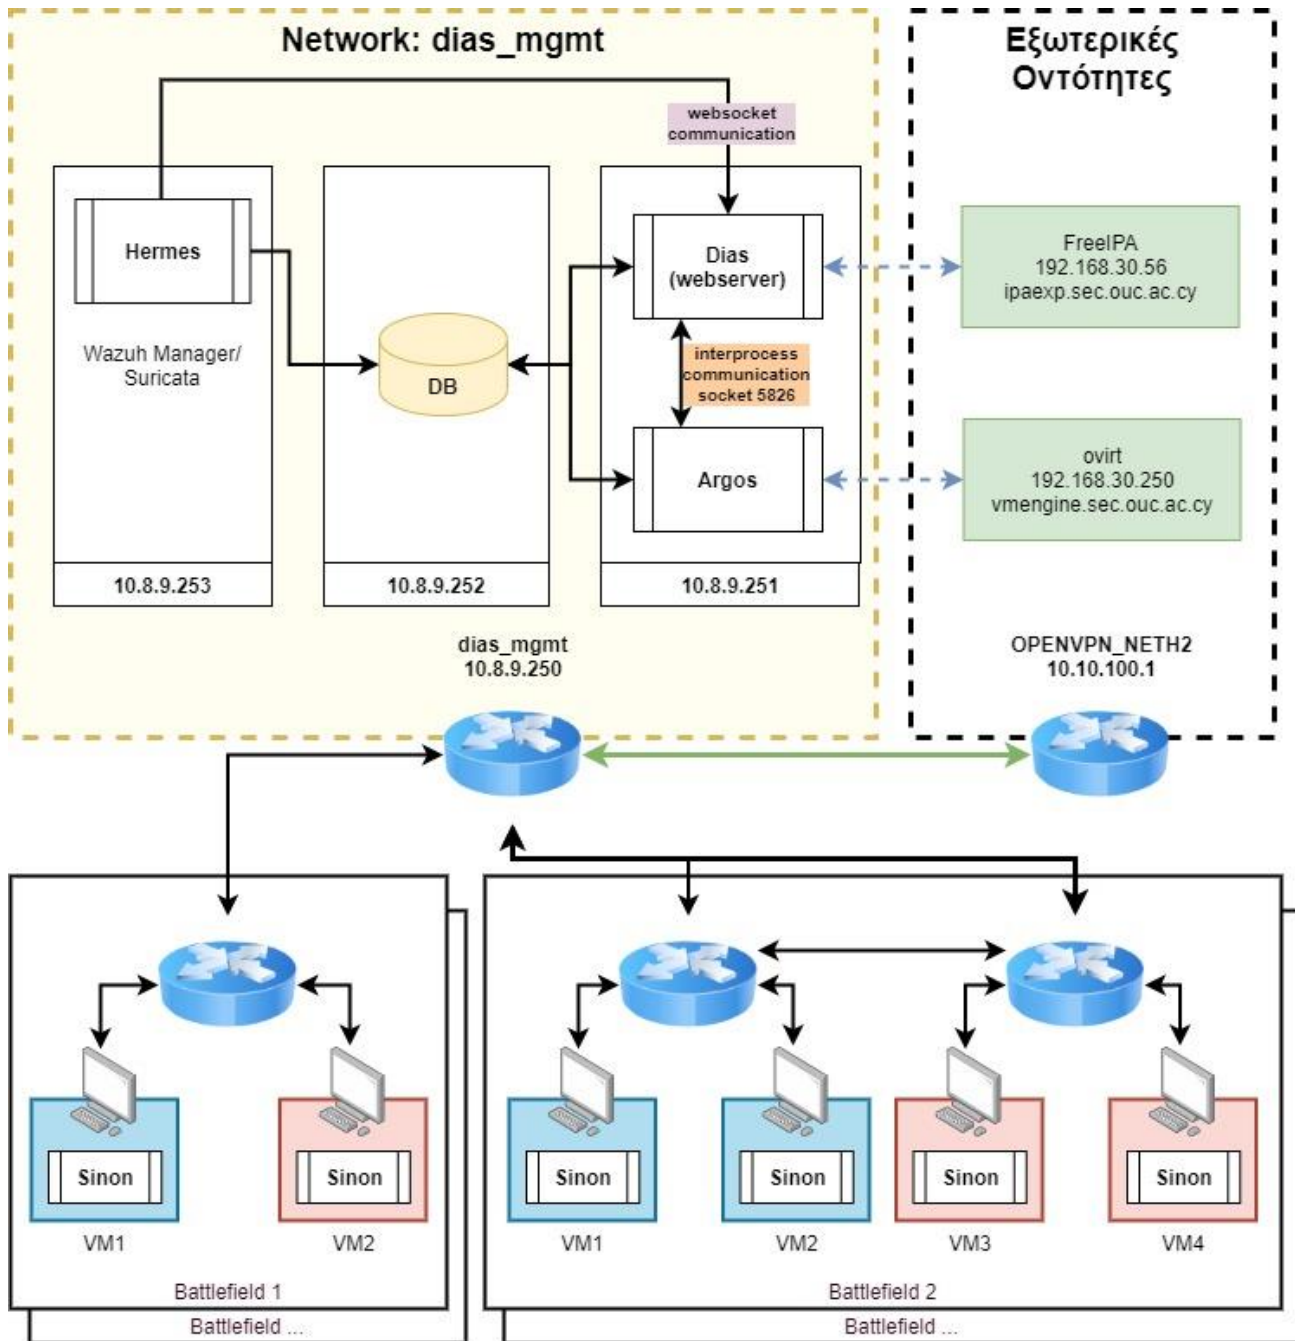 Network: dias_mgmt
Εξωτερικές
Οντότητες
websocket
communication
Hermes
Wazuh Manager/
Suricata
10.8.9.253
DB
10.8.9.252
Dias
(webserver)
interprocess
communication
socket 5826
Argos
10.8.9.251
FreeIPA
192.168.30.56
ipaexp.sec.ouc.ac.cy
ovirt
192.168.30.250
vmengine.sec.ouc.ac.cy
dias_mgmt
10.8.9.250
OPENVPN_NETH2
10.10.100.1
Sinon
VM1
Sinon
VM2
Battlefield 1
Battlefield ...
Sinon
VM1
Sinon
VM2
Sinon
VM3
Sinon
VM4
Battlefield 2
Battlefield ...